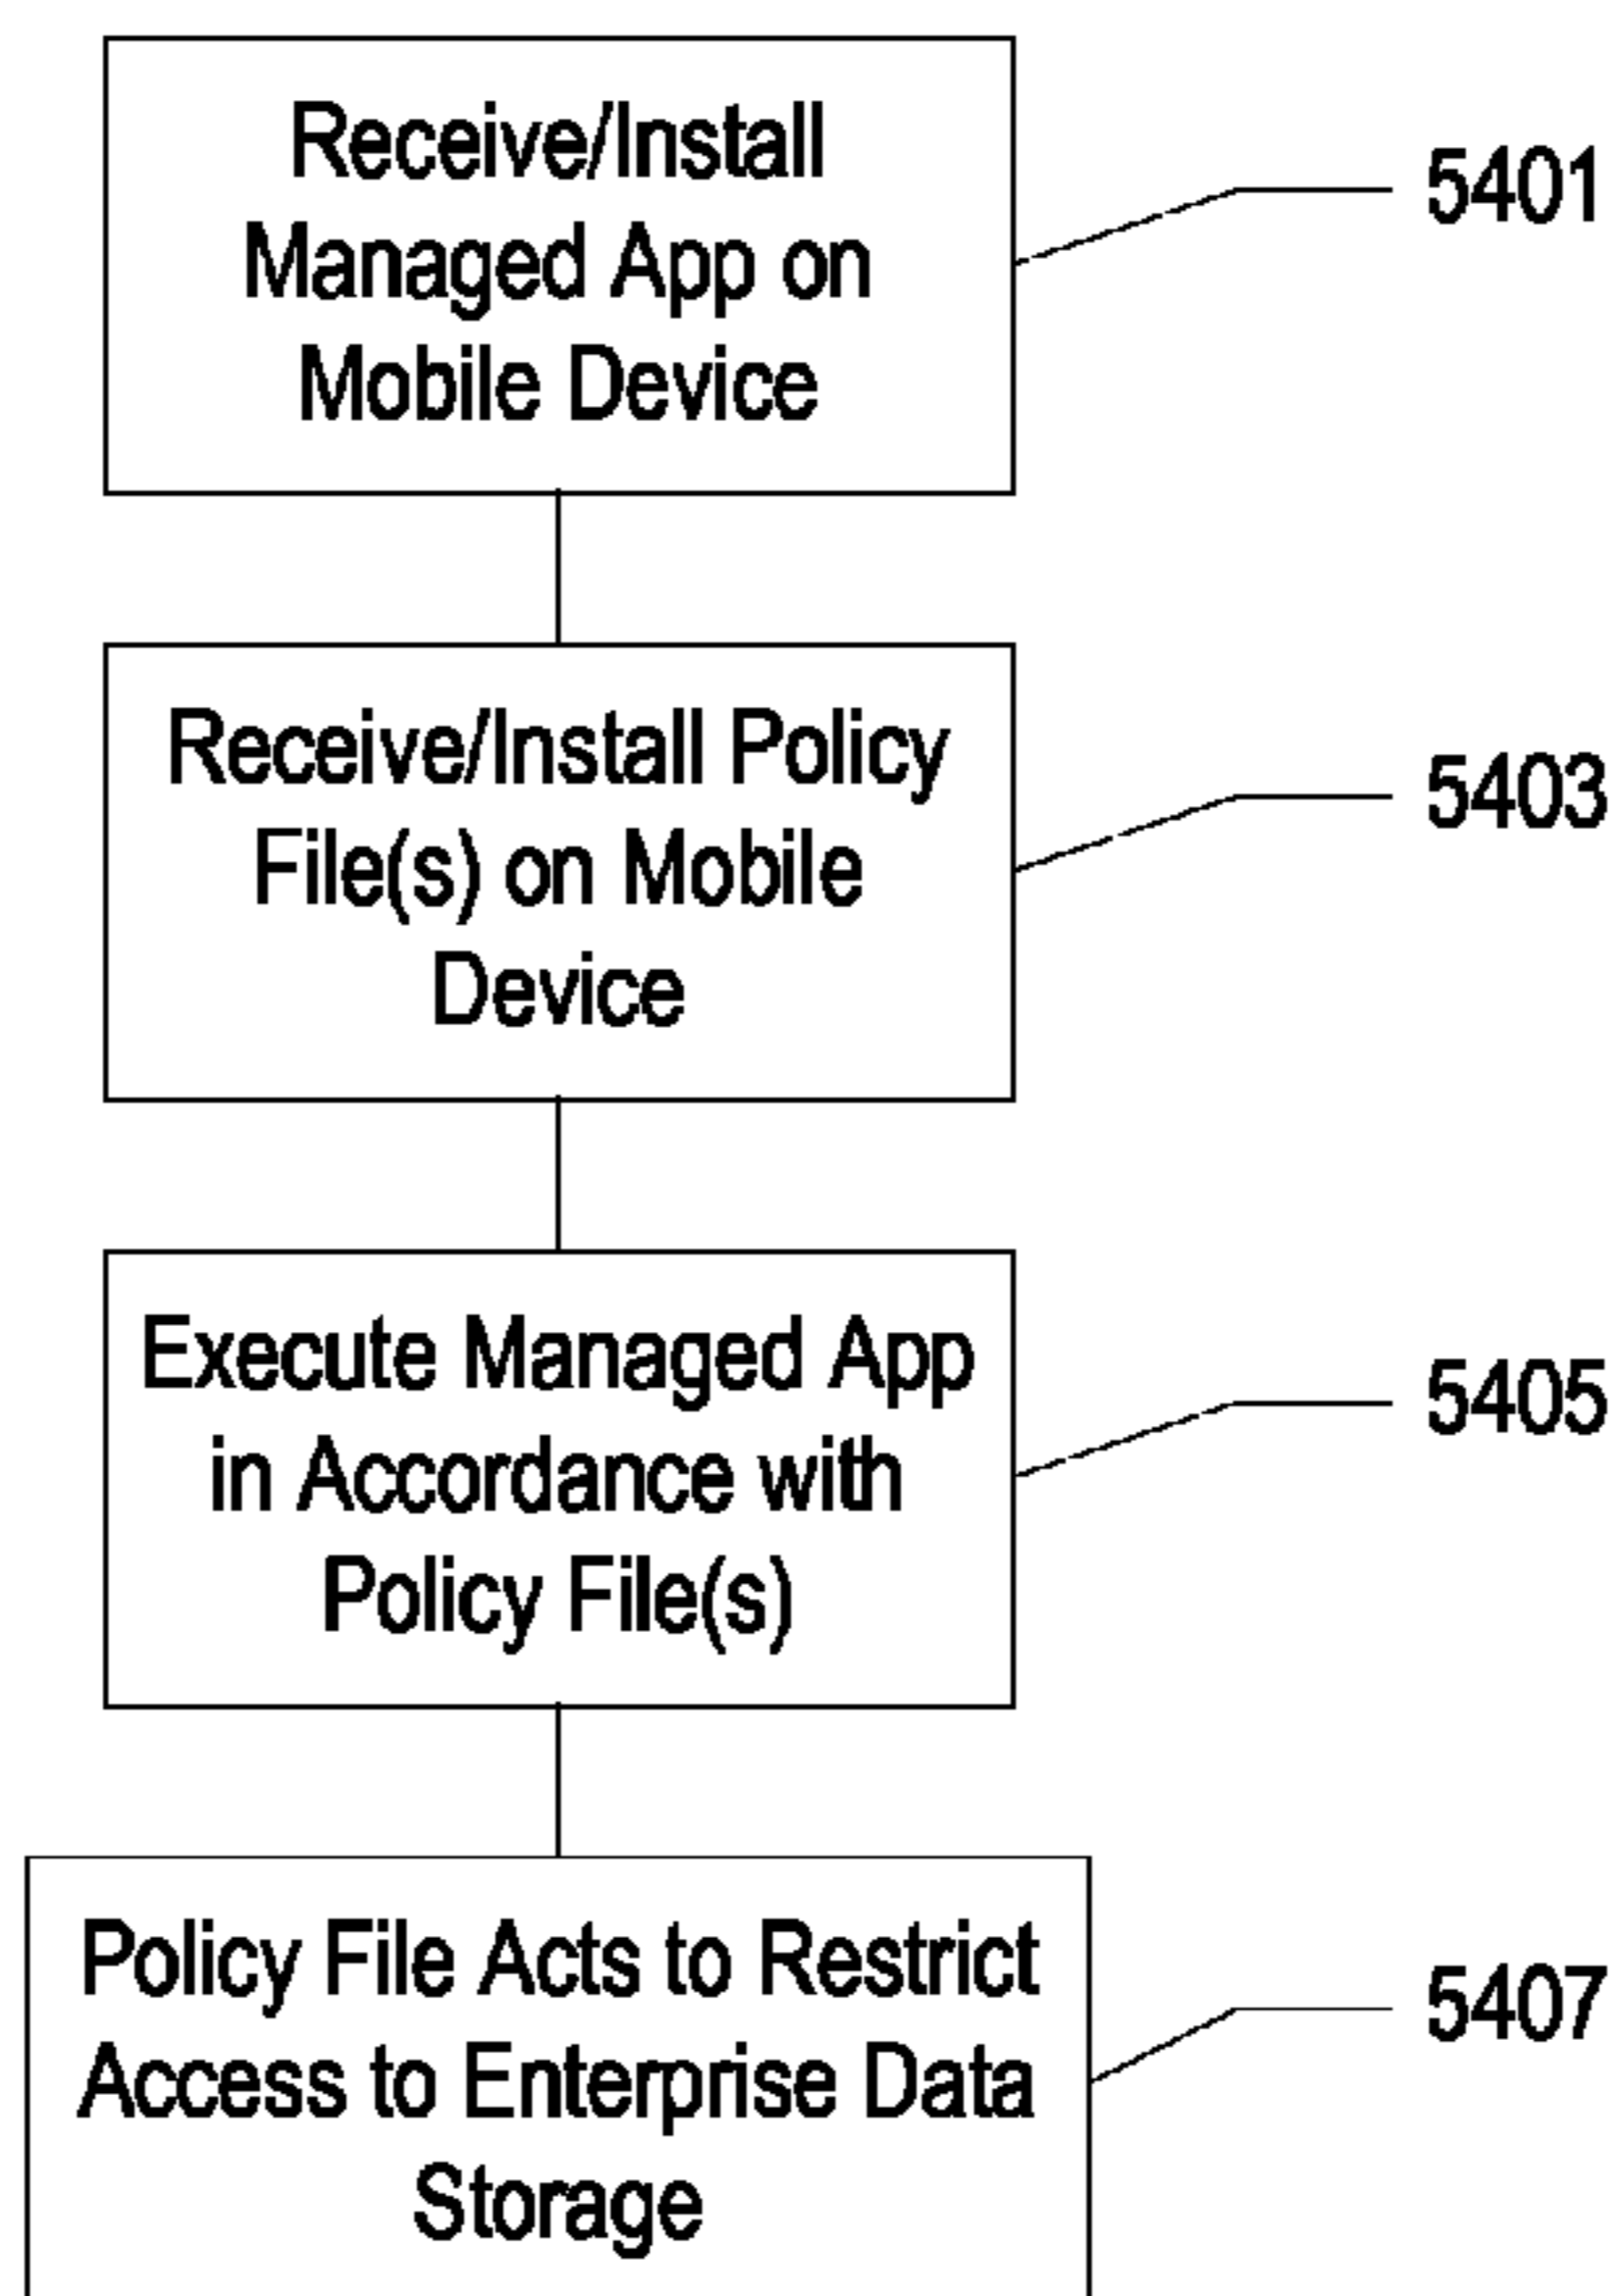 Receive/Install
Managed App on
Mobile Device
5401
Receive/Install Policy
File(s) on Mobile
Device
5403
Execute Managed App
in Accordance with
Policy File(s)
5405
Policy File Acts to Restrict
Access to Enterprise Data
Storage
5407